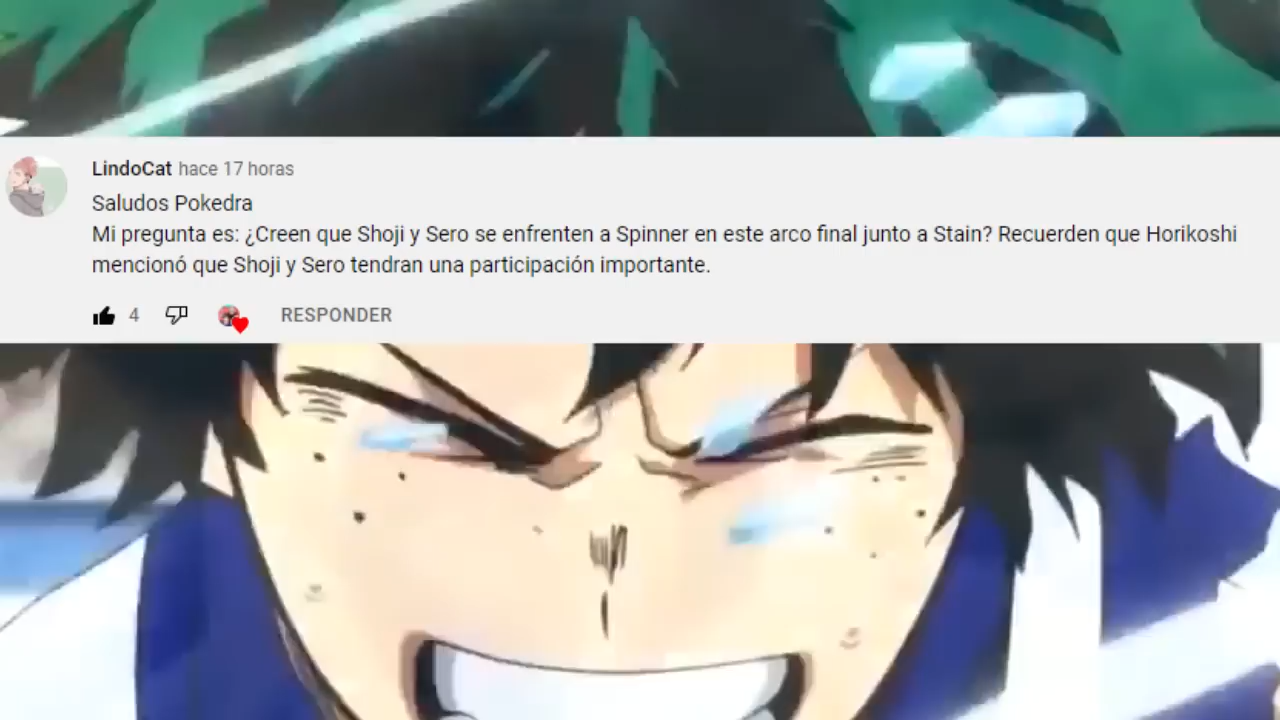 LindoCat hace 17 horas
Saludos Pokedra
Mi pregunta es: ¿Creen que Shoji y Sero se enfrenten a Spinner en este arco final junto a Stain? Recuerden que Horikoshi
mencionó que Shoji y Sero tendran una participación importante.
4 RESPONDER